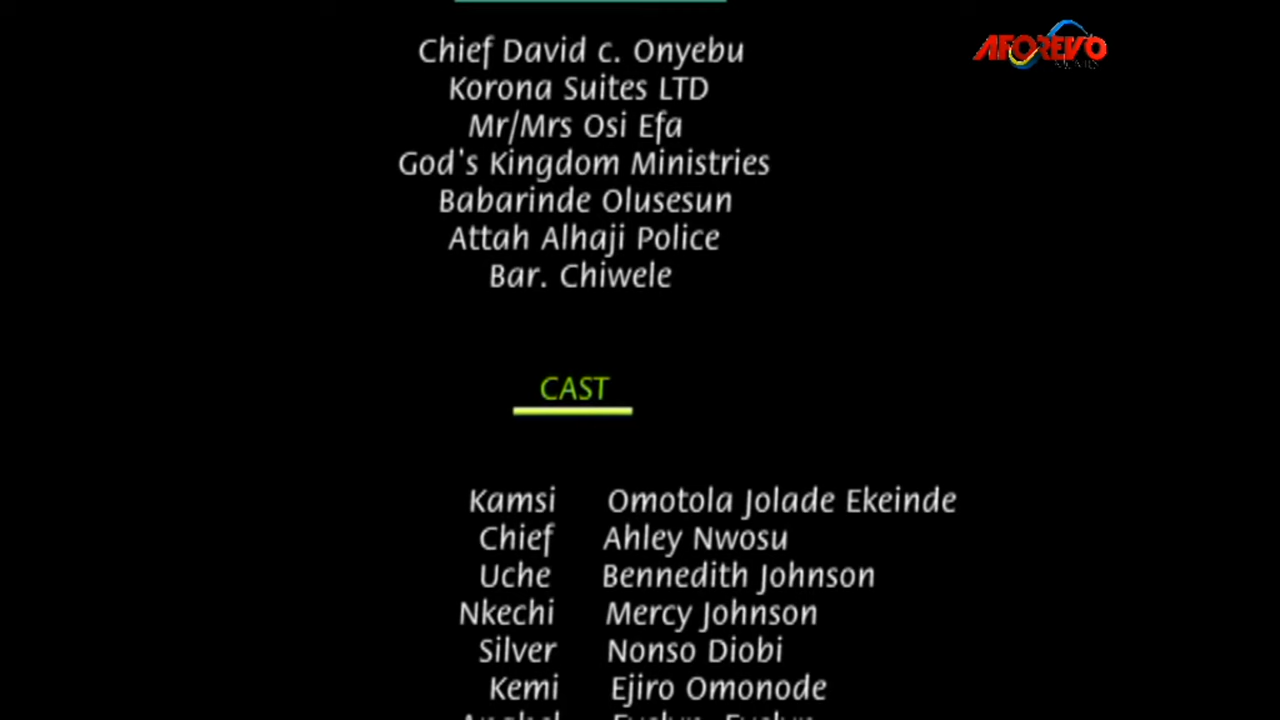 AFOREVO
Chief David c. Onyebu
Korona Suites LTD
Mr/Mrs Osi Efa
God's Kingdom Ministries
Babarinde Olusesun
Attah Alhaji Police
Bar. Chiwele
CAST
Kamsi Omotola Jolade Ekeinde
Chief Ahley Nwosu
Uche Bennedith Johnson
Nkechi Mercy Johnson
Silver Nonso Diobi
Kemi Ejiro Omonode